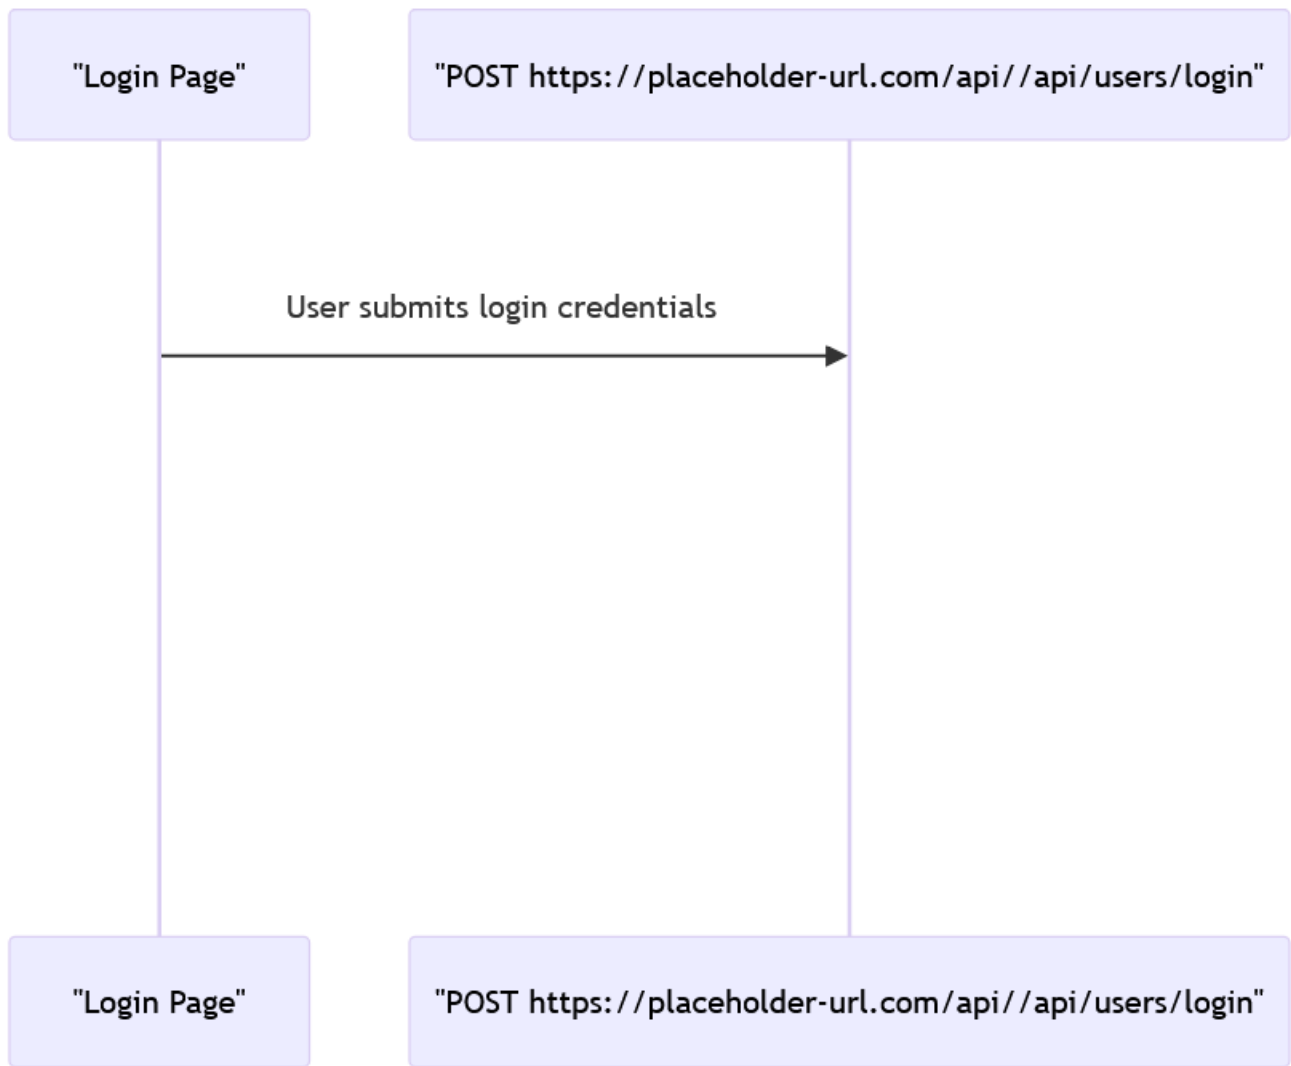 "Login Page"
"POST https://placeholder-url.com/api//api/users/login"
User submits login credentials
"Login Page"
"POST https://placeholder-url.com/api//api/users/login"